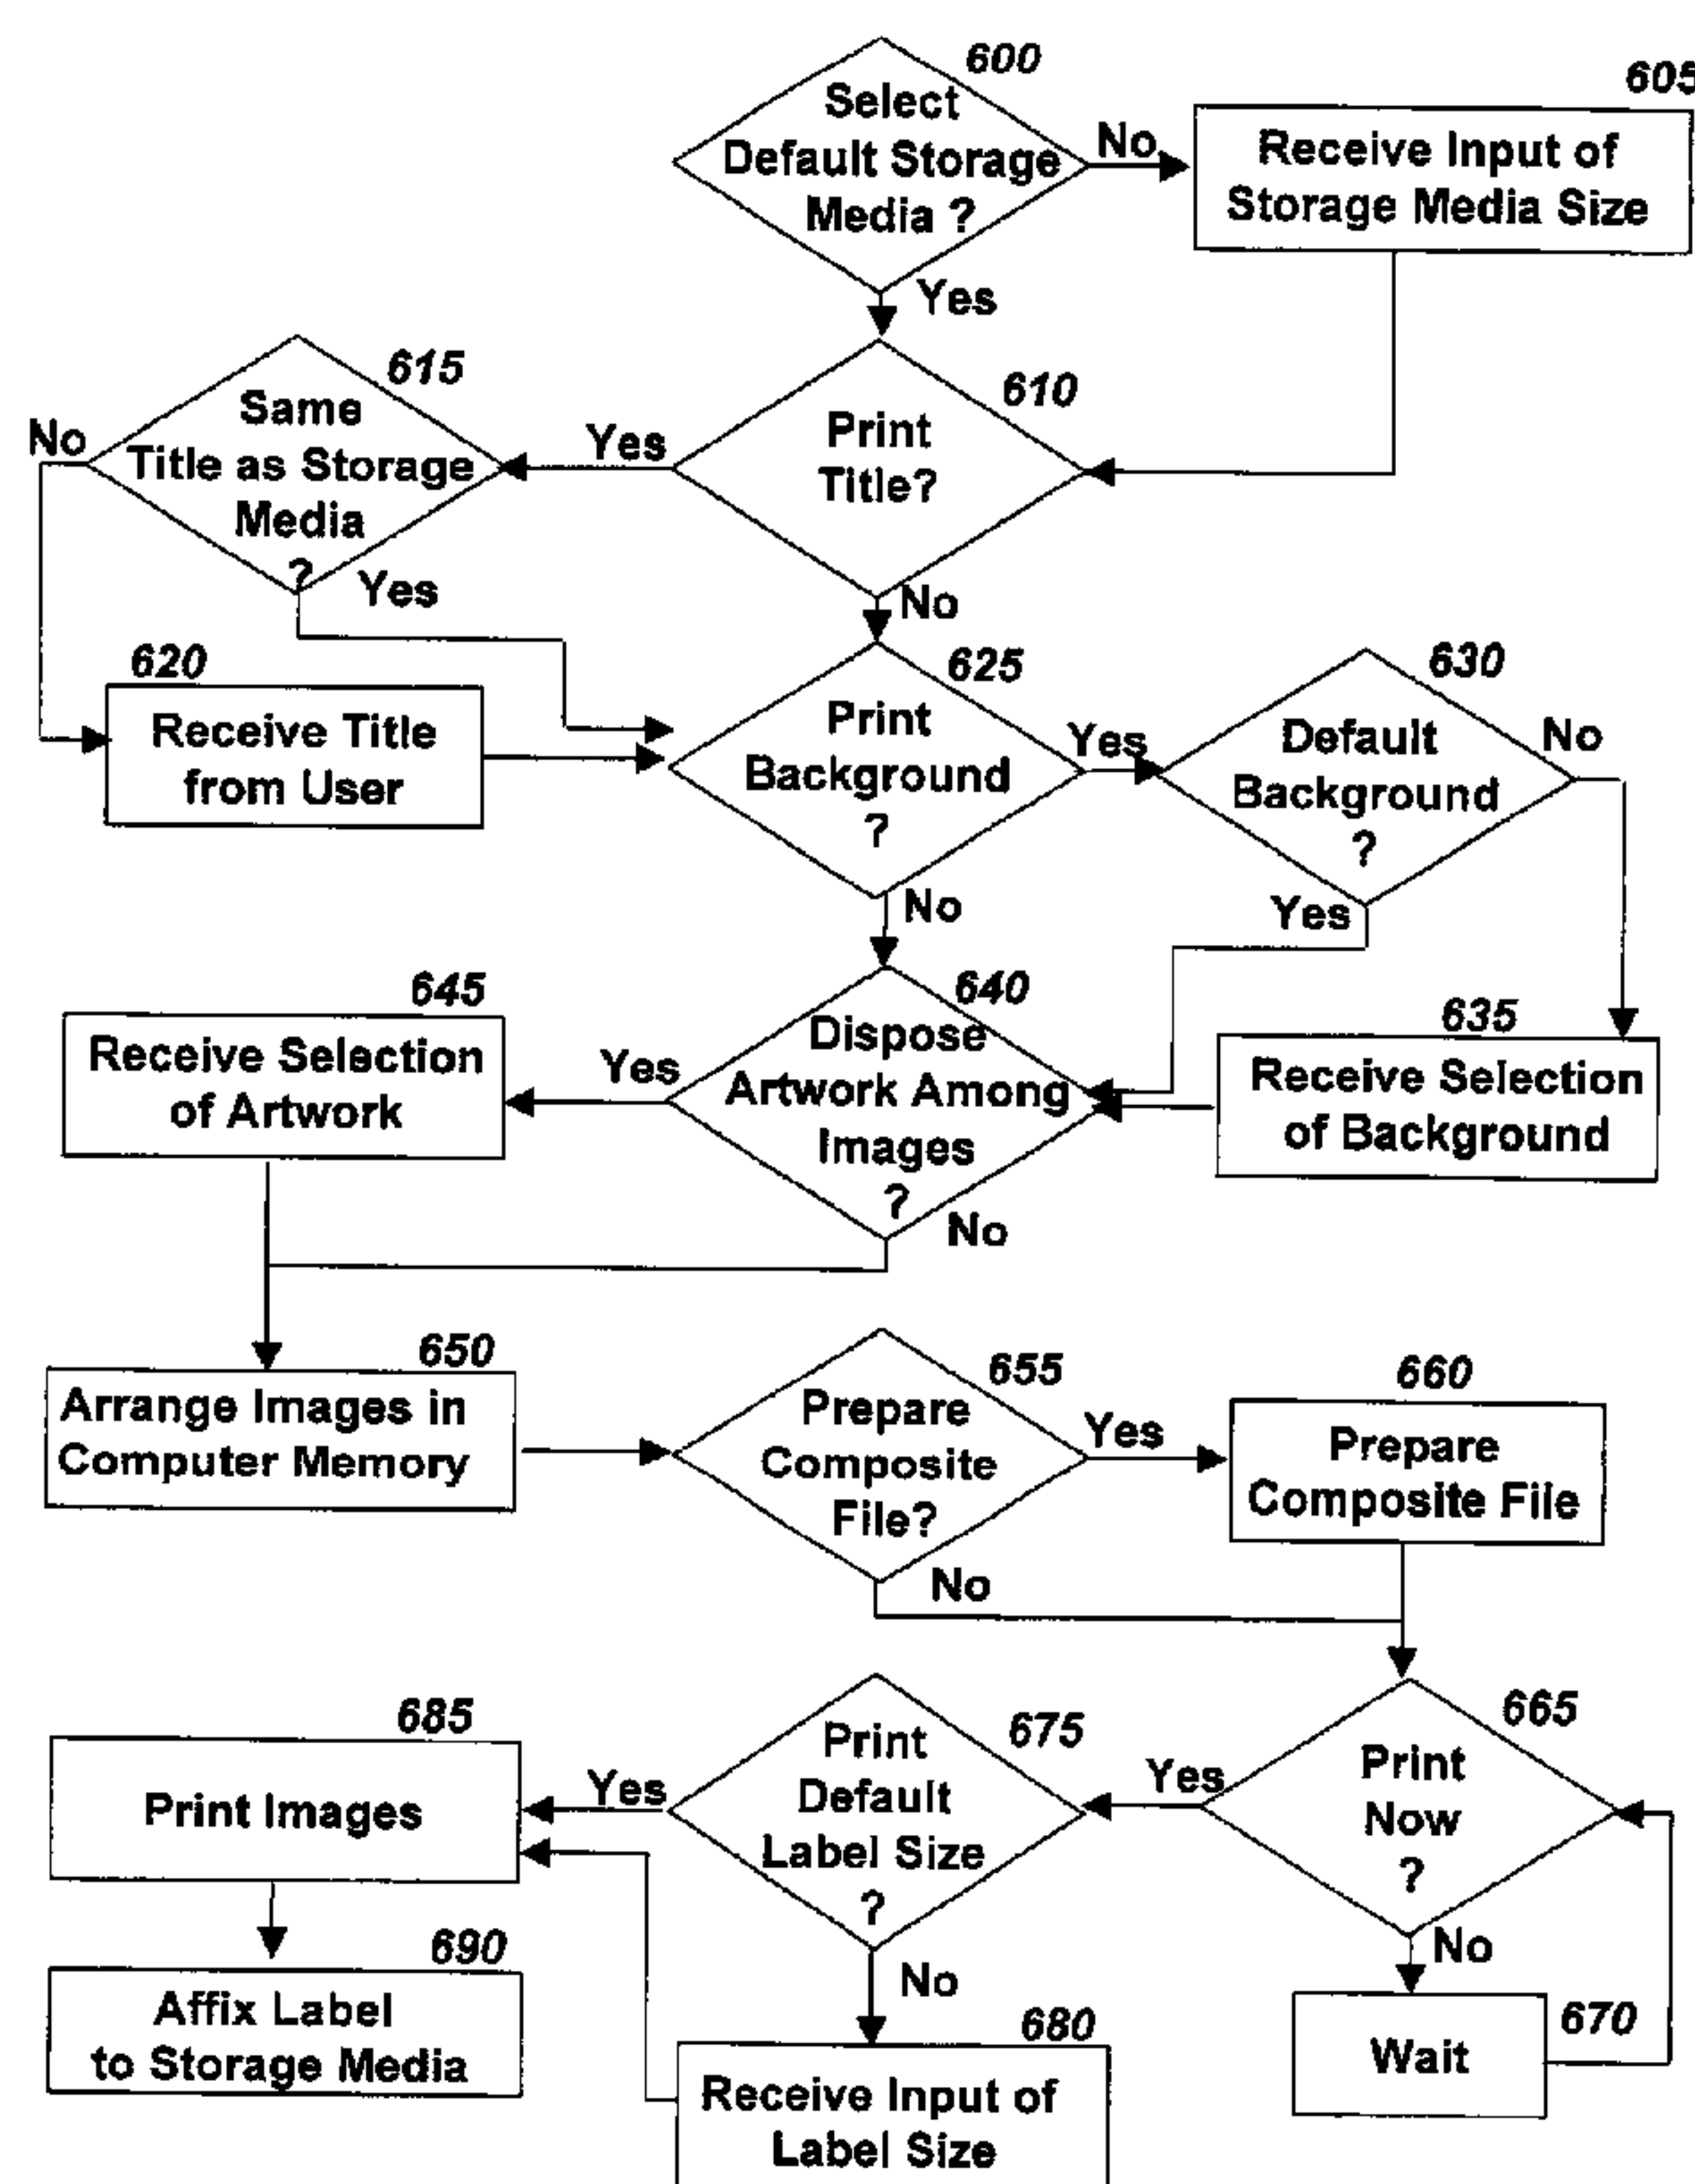 600
Select
Default Storage
Media ?
No
605
Receive Input of
Storage Media Size
Yes
615
Same
Title as Storage
Media
?
No
Yes
610
Print
Title?
Yes
No
620
Receive Title
from User
625
Print
Background
?
Yes
No
630
Default
Background
?
No
Yes
635
Receive Selection
of Background
640
Dispose
Artwork Among
Images
?
Yes
No
645
Receive Selection
of Artwork
650
Arrange Images in
Computer Memory
655
Prepare
Composite
File?
Yes
No
660
Prepare
Composite File
665
Print
Now
?
Yes
No
670
Wait
675
Print
Default
Label Size
?
Yes
No
680
Receive Input of
Label Size
685
Print Images
690
Affix Label
to Storage Media